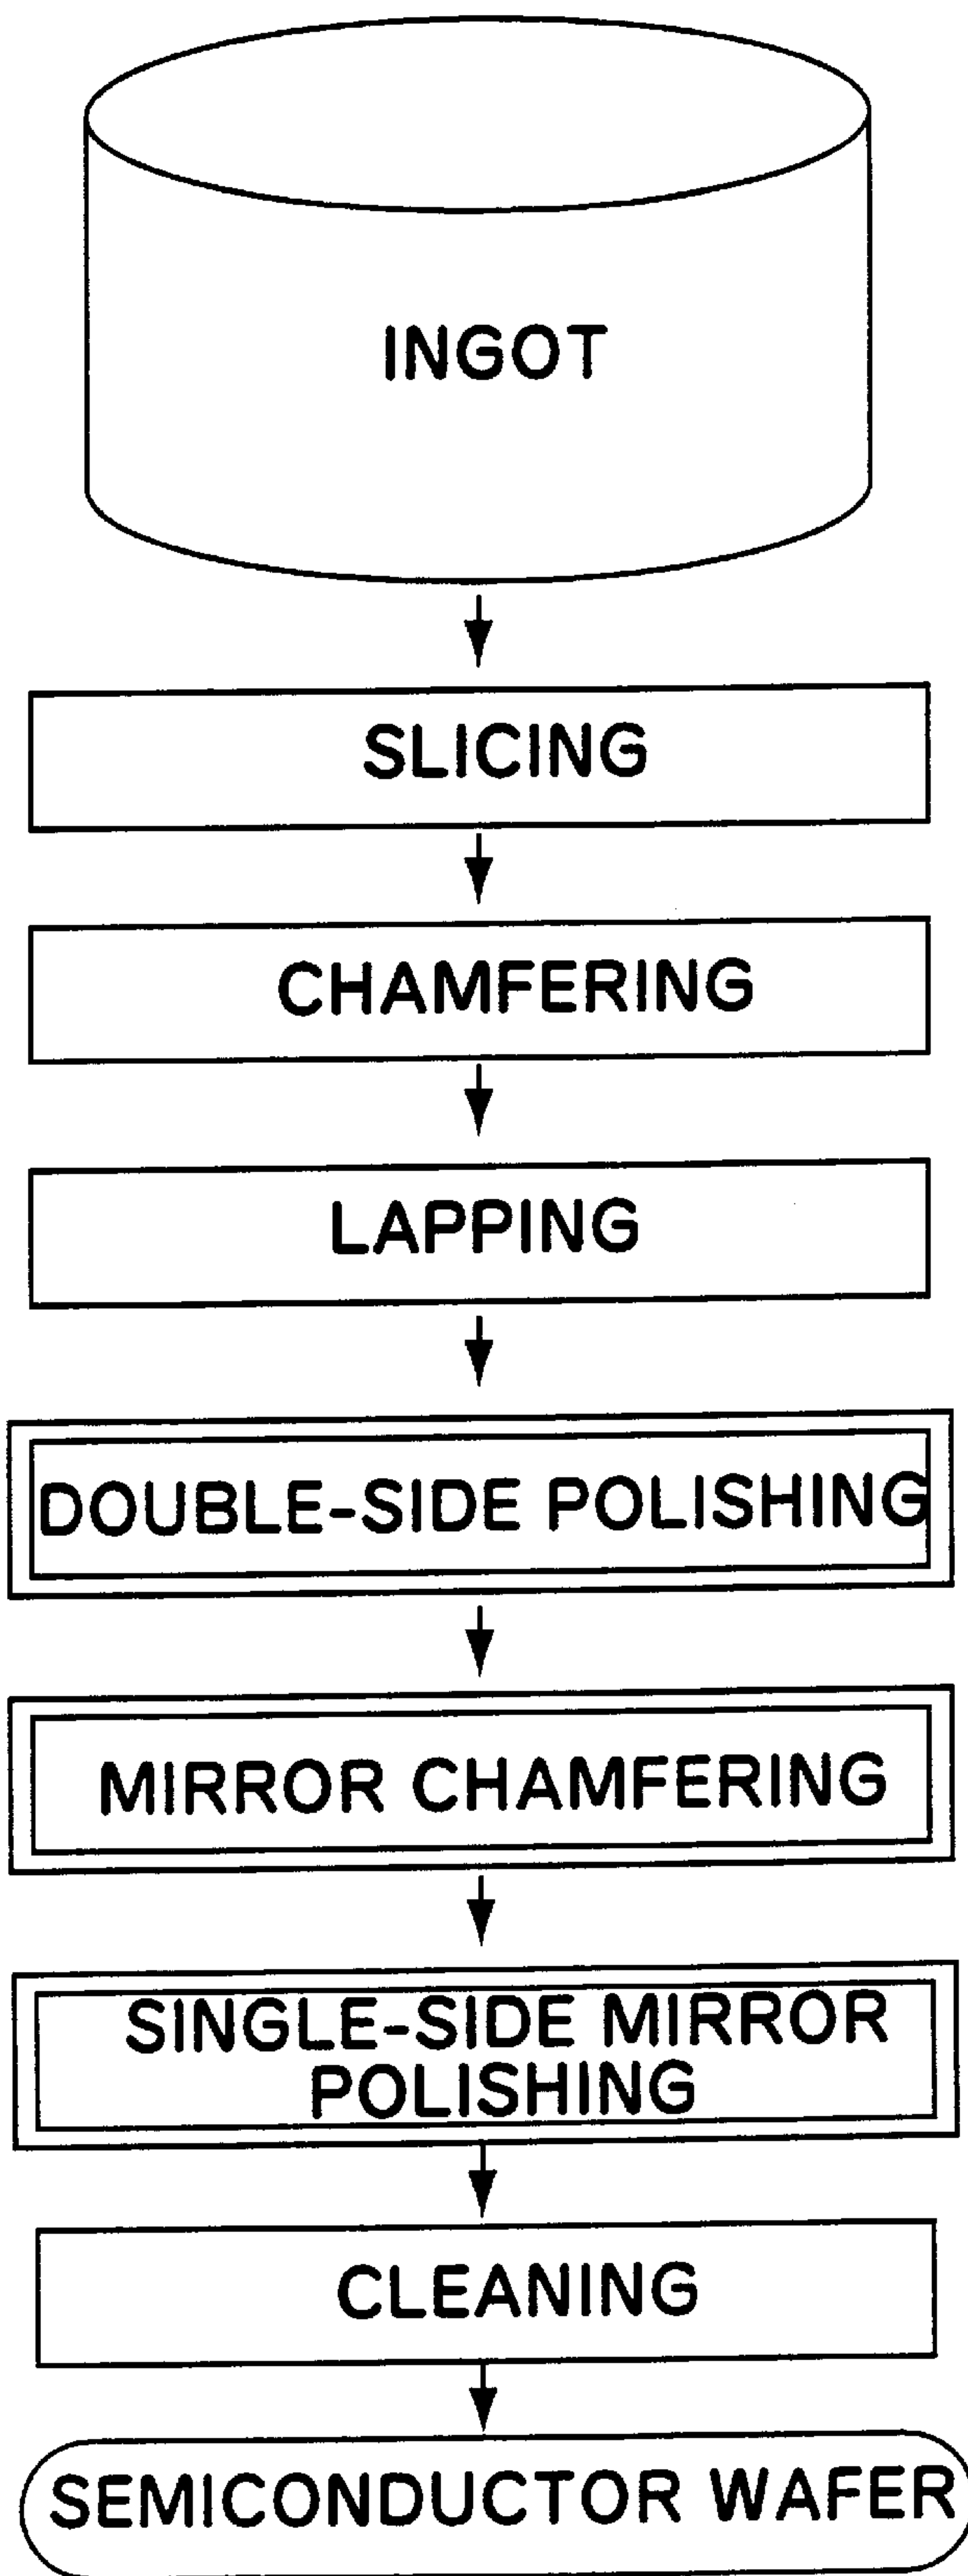 INGOT
SLICING
CHAMFERING
LAPPING
DOUBLE-SIDE POLISHING
MIRROR CHAMFERING
SINGLE-SIDE MIRROR
POLISHING
CLEANING
SEMICONDUCTOR WAFER